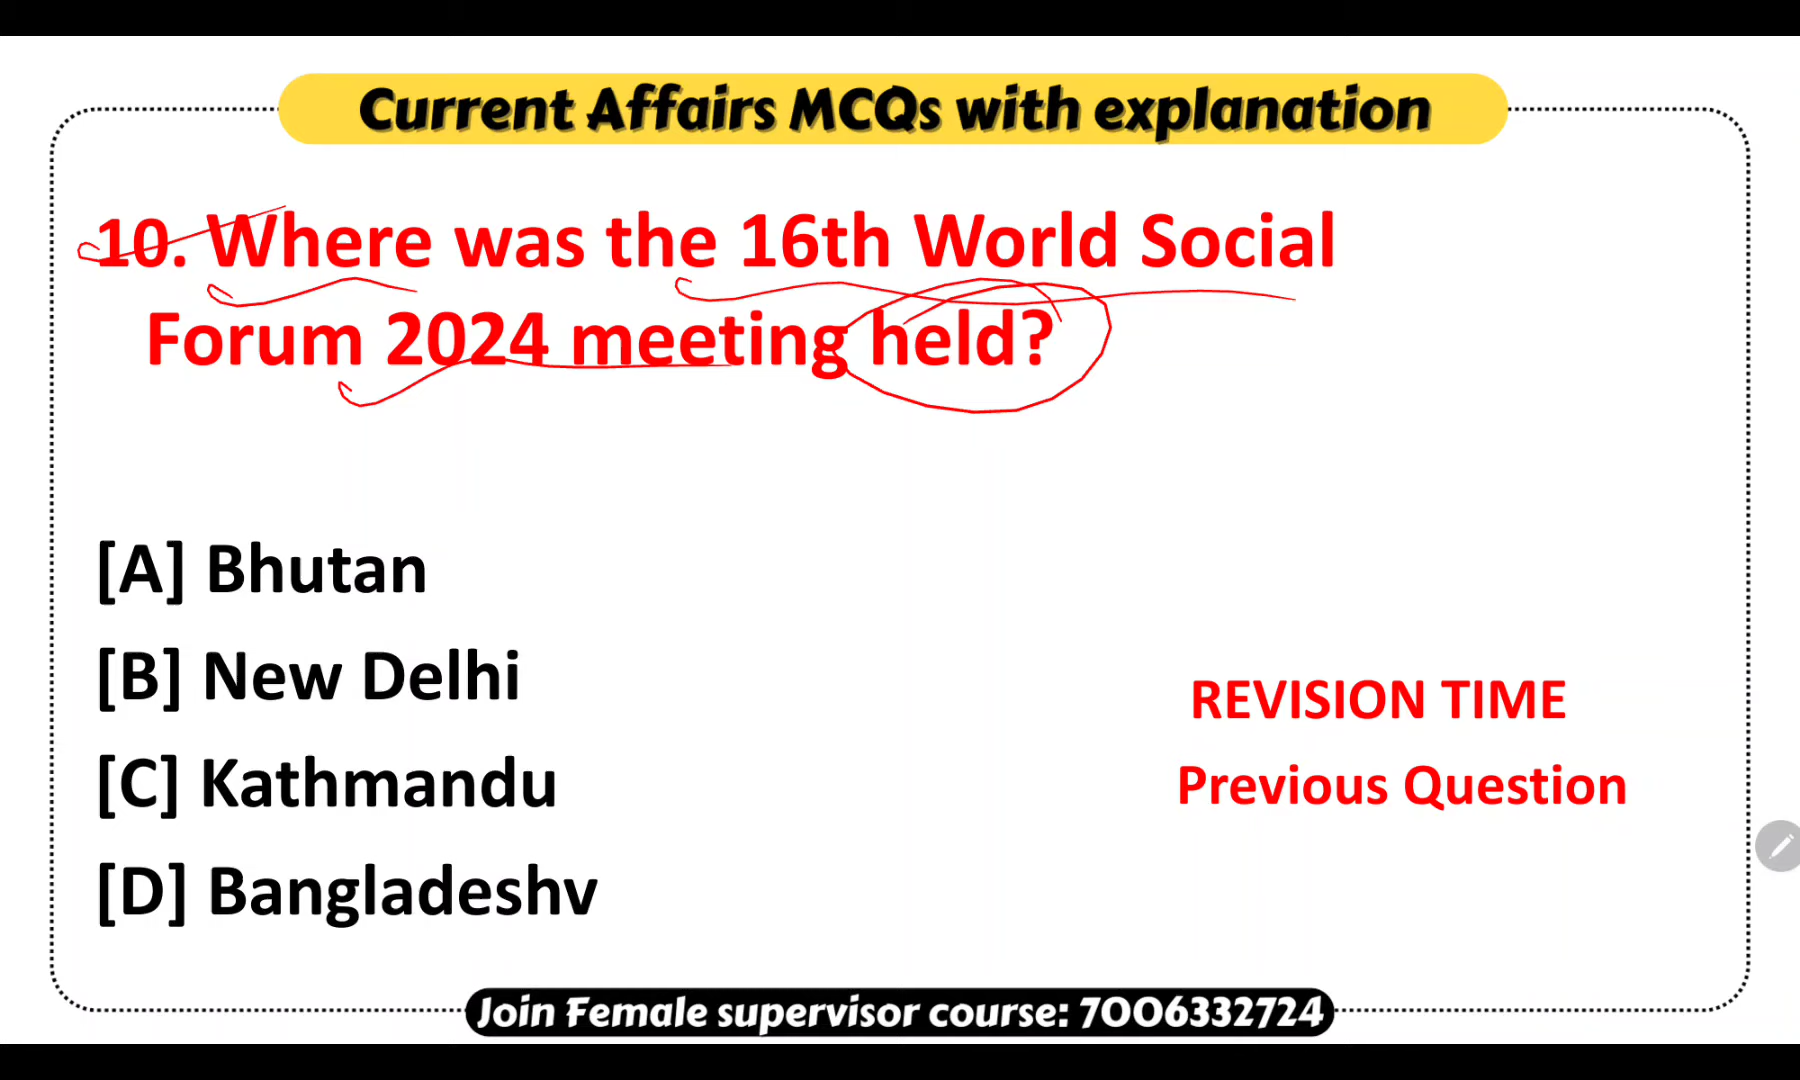 Current Affairs MCQs with explanation
10. Where was the 16th World Social
Forum 2024 meeting held?
[A] Bhutan
[B] New Delhi
[C] Kathmandu
[D] Bangladeshv
REVISION TIME
Previous Question
Join Female supervisor course: 7006332724